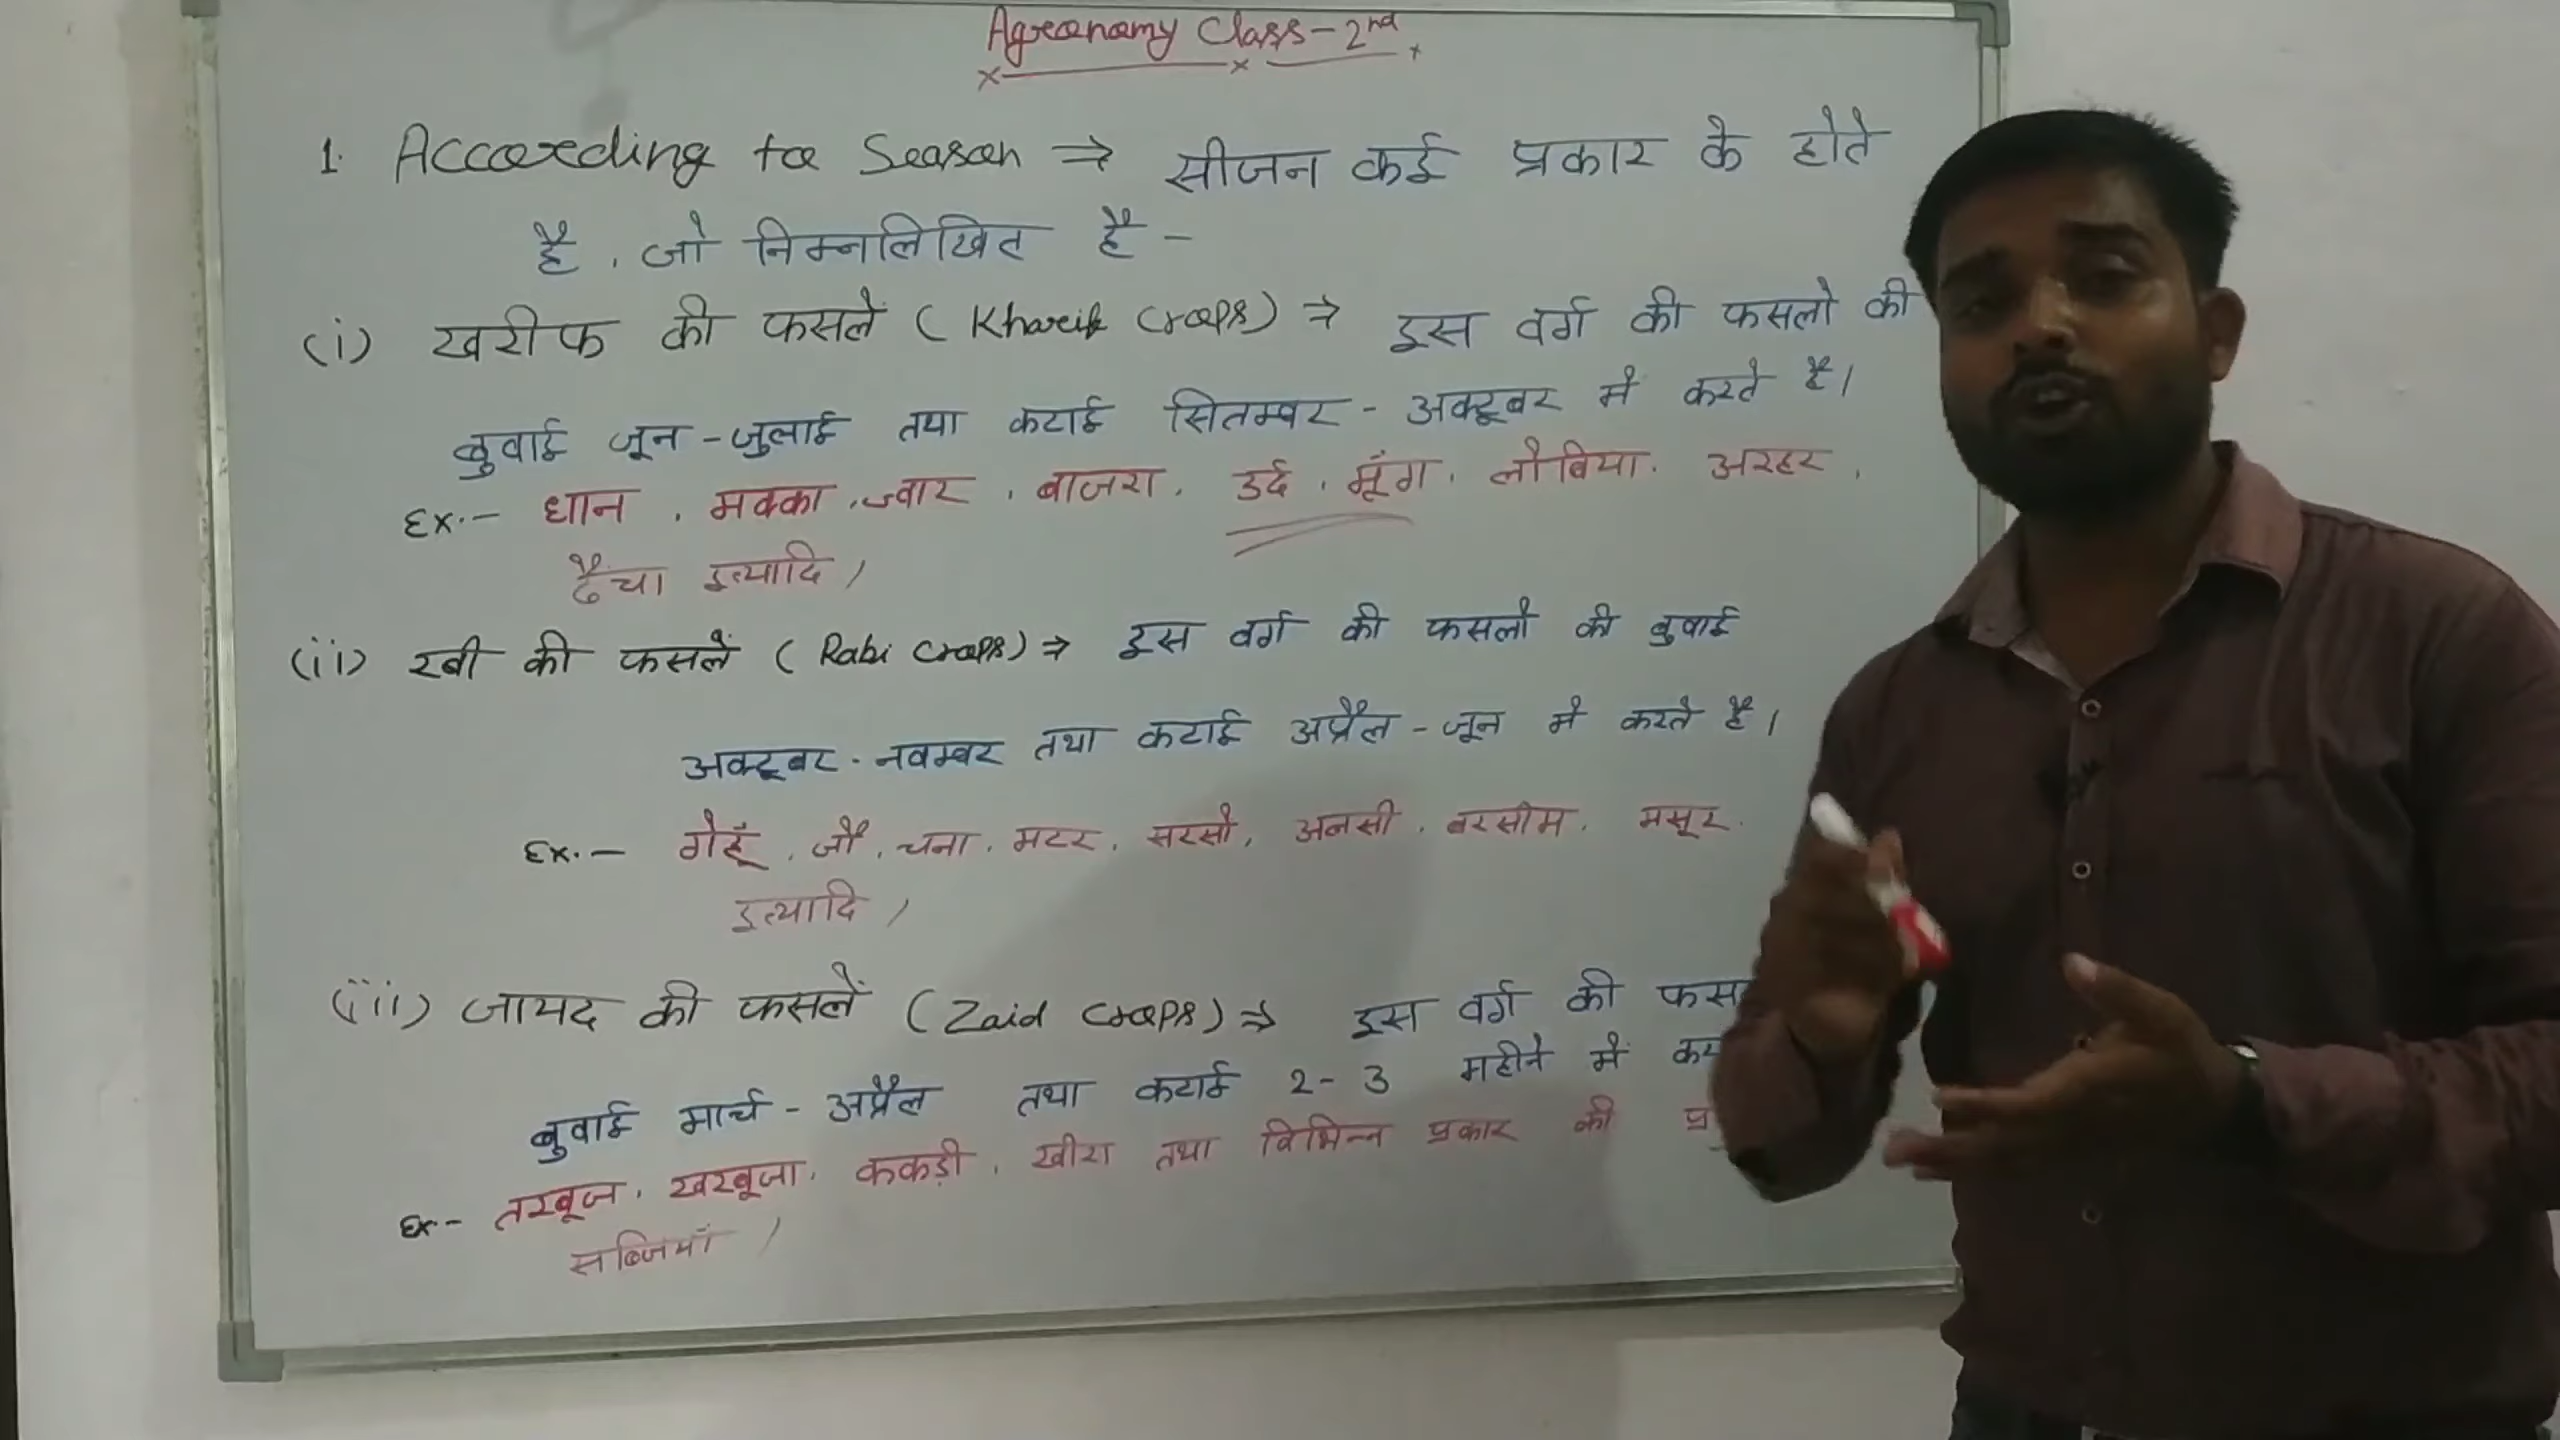 Agronomy Class - 2nd
1. According to Season ⇒ सीजन कई प्रकार के होते
है, जो निम्नलिखित है -
(i) खरीफ की फसलें (Kharif Crops) ⇒ इस वर्ग की फसलो की
बुवाई जून - जुलाई तथा कटाई सितम्बर - अक्टूबर में करते है।
Ex.- धान, मक्का, ज्वार, बाजरा, उर्द, मूँग, लौबिया, अरहर,
ढैंचा इत्यादि,
(ii) रबी की फसलें (Rabi Crops) ⇒ इस वर्ग की फसलो की बुवाई
अक्टूबर - नवम्बर तथा कटाई अप्रैल - जून मे करते है।
Ex.- गेहूँ, जौ, चना, मटर, सरसो, अलसी, बरसीम, मसूर,
इत्यादि,
(iii) जायद की फसलें (Zaid Crops) ⇒ इस वर्ग की
बुवाई मार्च - अप्रैल तथा कटाई 2-3 महीने में
Ex- तरबूज, खरबूजा, ककड़ी, खीरा तथा विभिन्न प्रकार की
सब्जियाँ,